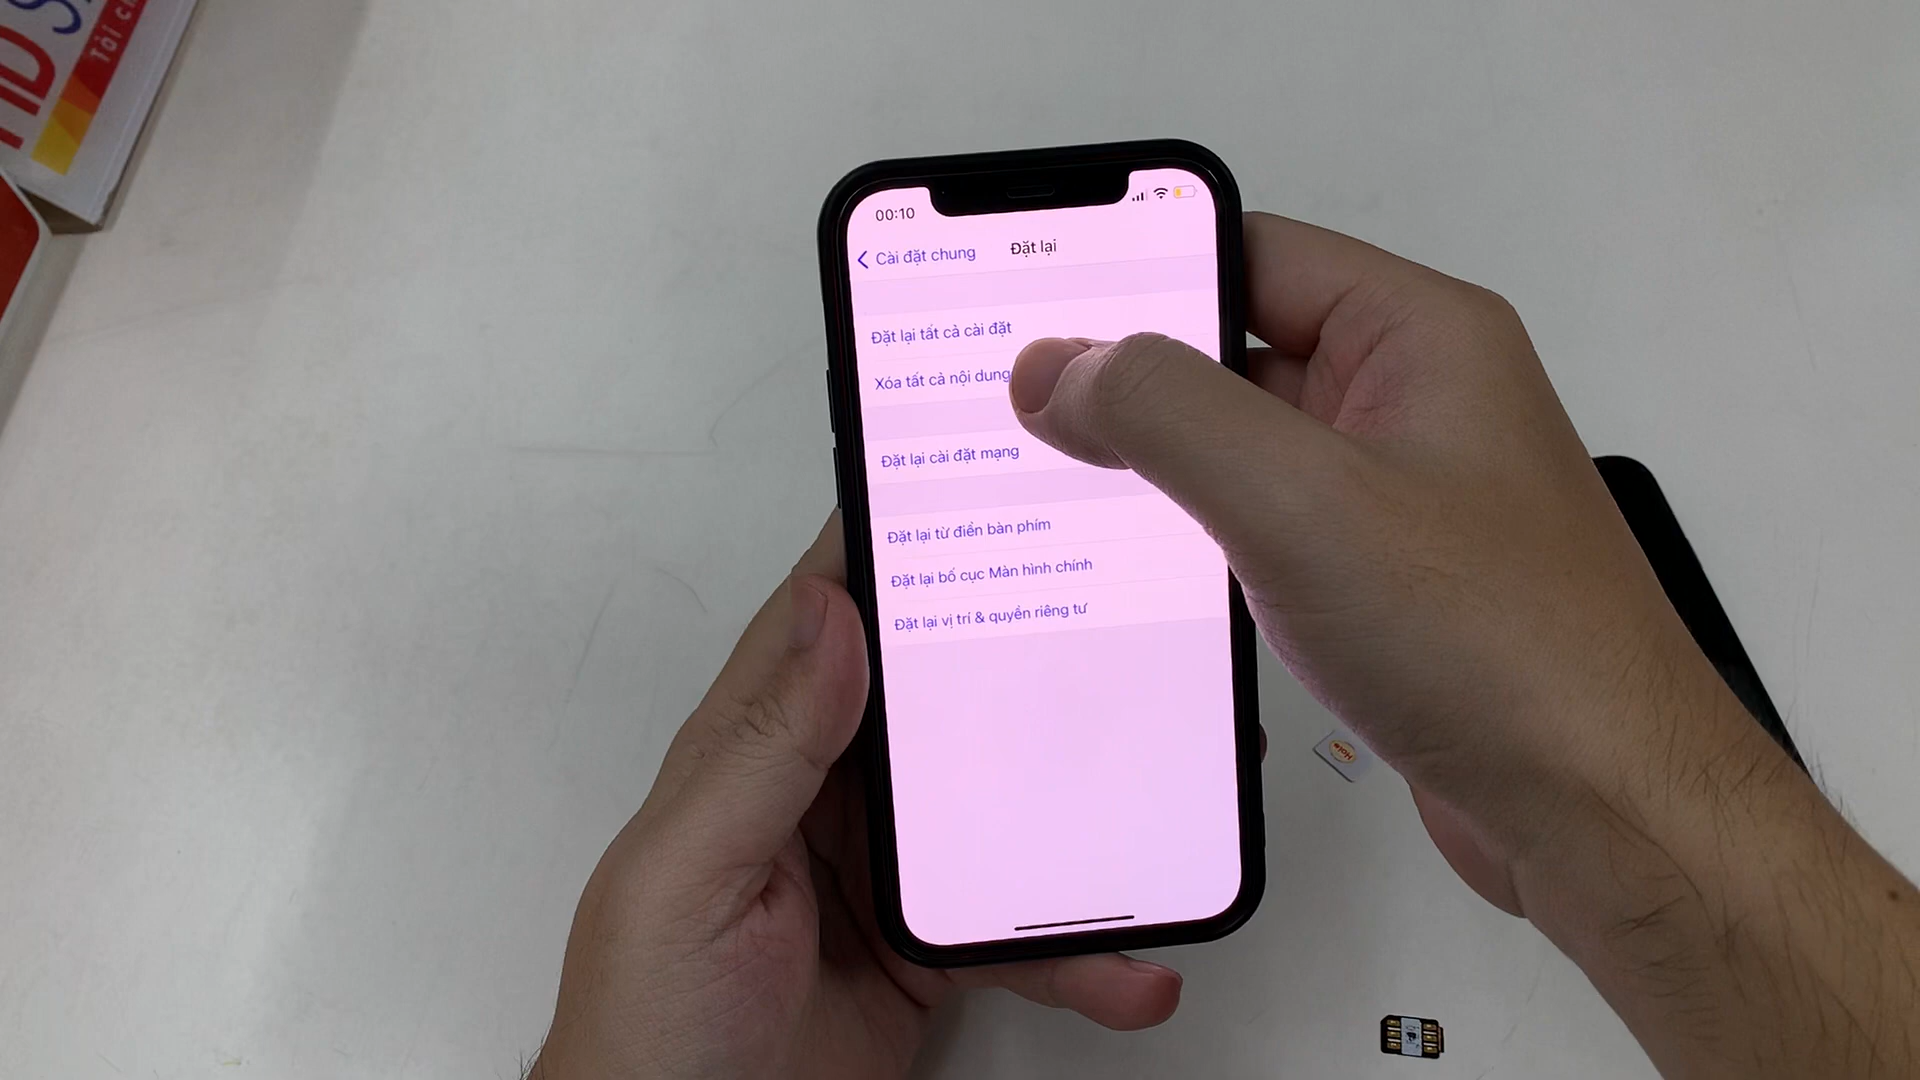 Tài
00:10
Cài đặt chung
Đặt lại
Đặt lại tất cả cài đặt
Xóa tất cả nội dung
Đặt lại cài đặt mạng
Đặt lại từ điển bàn phím
Đặt lại bố cục Màn hình chính
Đặt lại vị trí & quyền riêng tư